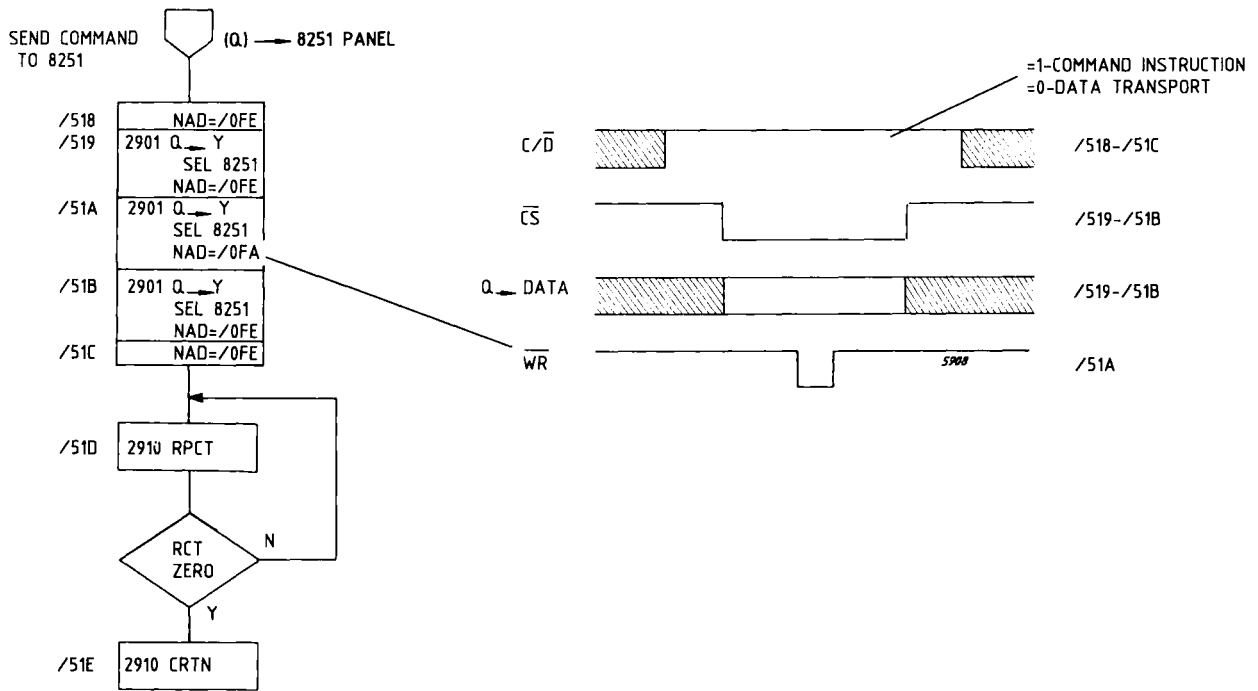 SEND COMMAND
TO 8251
(Q) → 8251 PANEL
/518 NAD=/0FE
/519 2901 Q → Y
SEL 8251
NAD=/0FE
/51A 2901 Q → Y
SEL 8251
NAD=/0FA
/51B 2901 Q → Y
SEL 8251
NAD=/0FE
/51C NAD=/0FE
/51D 2910 RPCT
RCT
ZERO
N
Y
/51E 2910 CRTN
=1-COMMAND INSTRUCTION
=0-DATA TRANSPORT
C/D̅ /518-/51C
C̅S̅ /519-/51B
Q → DATA /519-/51B
W̅R̅ /51A
5908